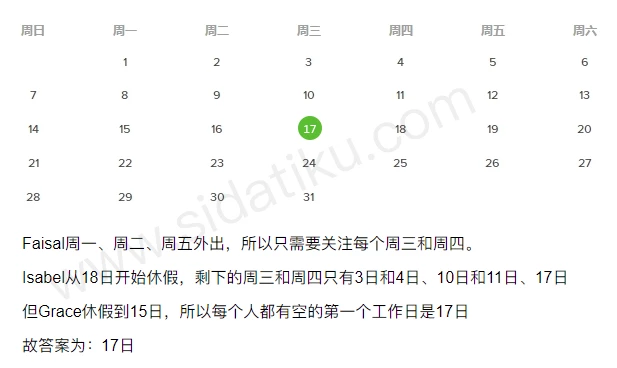 周日 周一 周二 周三 周四 周五 周六
1 2 3 4 5 6
7 8 9 10 11 12 13
14 15 16 17 18 19 20
21 22 23 24 25 26 27
28 29 30 31
Faisal周一、周二、周五外出，所以只需要关注每个周三和周四。
Isabel从18日开始休假，剩下的周三和周四只有3日和4日、10日和11日、17日
但Grace休假到15日，所以每个人都有空的第一个工作日是17日
故答案为：17日
www.sidatiku.com